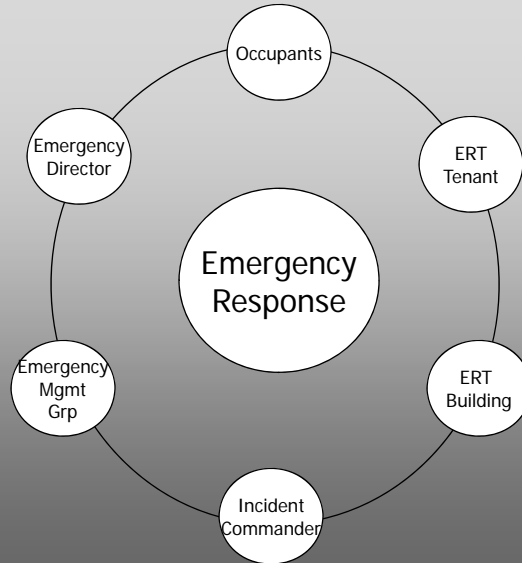 Occupants
Emergency
Director
ERT
Tenant
Emergency
Response
Emergency
Mgmt
Grp
ERT
Building
Incident
Commander